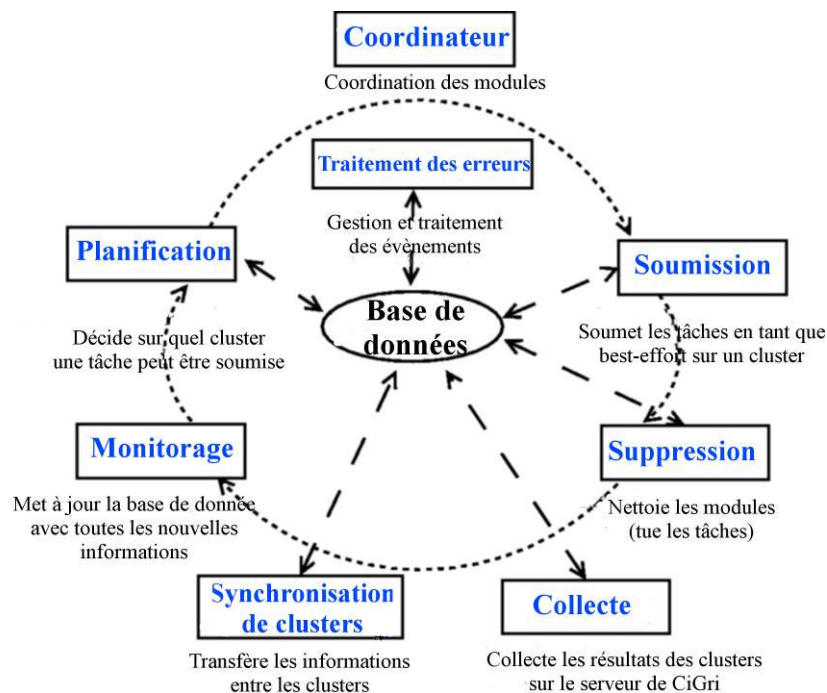 Coordinateur
Coordination des modules
Traitement des erreurs
Gestion et traitement
des évènements
Planification
Soumission
Base de
données
Décide sur quel cluster
une tâche peut être soumise
Soumet les tâches en tant que
best-effort sur un cluster
Monitorage
Suppression
Met à jour la base de donnée
avec toutes les nouvelles
informations
Nettoie les modules
(tue les tâches)
Synchronisation
de clusters
Collecte
Transfère les informations
entre les clusters
Collecte les résultats des clusters
sur le serveur de CiGri